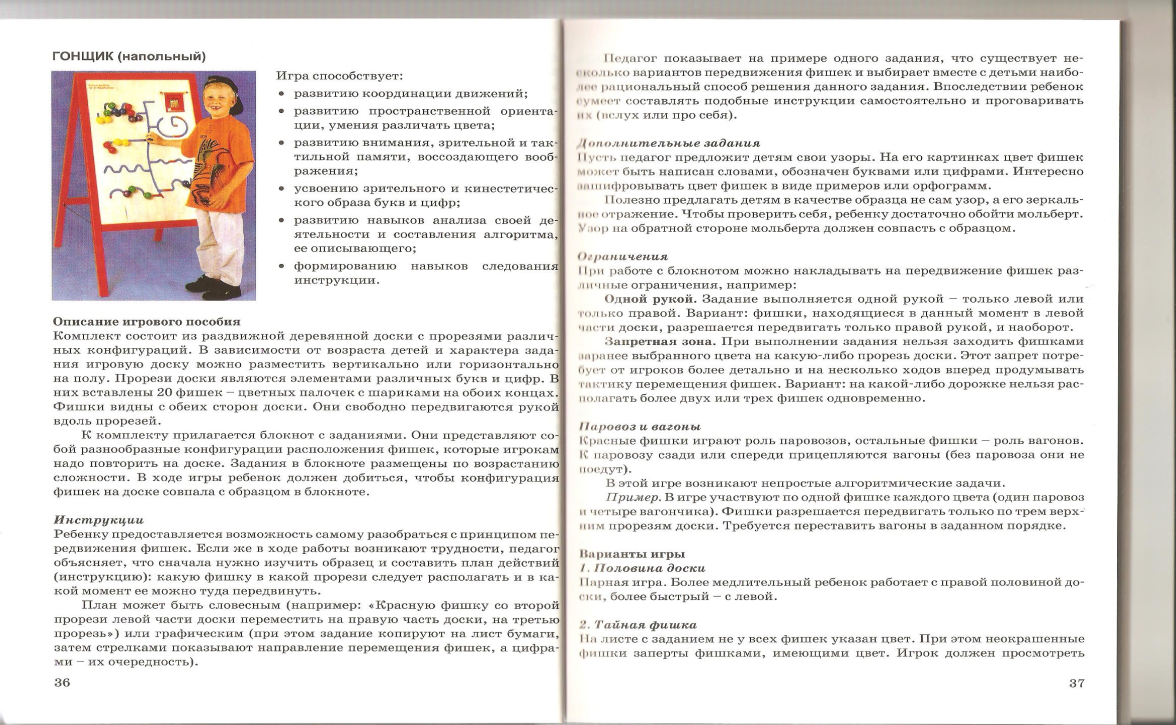 ГОНЩИК (напольный)
Игра способствует:
• развитию координации движений;
• развитию пространственной ориента-
ции, умения различать цвета;
• развитию внимания, зрительной и так-
тильной памяти, воссоздающего вооб-
ражения;
• усвоению зрительного и кинестетичес-
кого образа букв и цифр;
• развитию навыков анализа своей де-
ятельности и составления алгоритма,
ее описывающего;
• формированию навыков следования
инструкции.
Описание игрового пособия
Комплект состоит из раздвижной деревянной доски с прорезями различ-
ных конфигураций. В зависимости от возраста детей и характера зада-
ния игровую доску можно разместить вертикально или горизонтально
на полу. Прорези доски являются элементами различных букв и цифр. В
них вставлены 20 фишек – цветных палочек с шариками на обоих концах.
Фишки видны с обеих сторон доски. Они свободно передвигаются рукой
вдоль прорезей.
К комплекту прилагается блокнот с заданиями. Они представляют со-
бой разнообразные конфигурации расположения фишек, которые игрокам
надо повторить на доске. Задания в блокноте размещены по возрастанию
сложности. В ходе игры ребенок должен добиться, чтобы конфигурация
фишек на доске совпала с образцом в блокноте.
Инструкции
Ребенку предоставляется возможность самому разобраться с принципом пе-
редвижения фишек. Если же в ходе работы возникают трудности, педагог
объясняет, что сначала нужно изучить образец и составить план действий
(инструкцию): какую фишку в какой прорези следует располагать и в ка-
кой момент ее можно туда передвинуть.
План может быть словесным (например: «Красную фишку со второй
прорези левой части доски переместить на правую часть доски, на третью
прорезь») или графическим (при этом задание копируют на лист бумаги,
затем стрелками показывают направление перемещения фишек, а цифра-
ми – их очередность).
36
Педагог показывает на примере одного задания, что существует не-
сколько вариантов передвижения фишек и выбирает вместе с детьми наибо-
лее рациональный способ решения данного задания. Впоследствии ребенок
сумеет составлять подобные инструкции самостоятельно и проговаривать
их (вслух или про себя).
Дополнительные задания
Пусть педагог предложит детям свои узоры. На его картинках цвет фишек
может быть написан словами, обозначен буквами или цифрами. Интересно
зашифровывать цвет фишек в виде примеров или орфограмм.
Полезно предлагать детям в качестве образца не сам узор, а его зеркаль-
ное отражение. Чтобы проверить себя, ребенку достаточно обойти мольберт.
Узор на обратной стороне мольберта должен совпасть с образцом.
Ограничения
При работе с блокнотом можно накладывать на передвижение фишек раз-
личные ограничения, например:
Одной рукой. Задание выполняется одной рукой – только левой или
только правой. Вариант: фишки, находящиеся в данный момент в левой
части доски, разрешается передвигать только правой рукой, и наоборот.
Запретная зона. При выполнении задания нельзя заходить фишками
заранее выбранного цвета на какую-либо прорезь доски. Этот запрет потре-
бует от игроков более детально и на несколько ходов вперед продумывать
тактику перемещения фишек. Вариант: на какой-либо дорожке нельзя рас-
полагать более двух или трех фишек одновременно.
Паровоз и вагоны
Красные фишки играют роль паровозов, остальные фишки – роль вагонов.
К паровозу сзади или спереди прицепляются вагоны (без паровоза они не
поедут).
В этой игре возникают непростые алгоритмические задачи.
Пример. В игре участвуют по одной фишке каждого цвета (один паровоз
и четыре вагончика). Фишки разрешается передвигать только по трем верх-
ним прорезям доски. Требуется переставить вагоны в заданном порядке.
Варианты игры
1. Половина доски
Парная игра. Более медлительный ребенок работает с правой половиной до-
ски, более быстрый – с левой.
2. Тайная фишка
На листе с заданием не у всех фишек указан цвет. При этом неокрашенные
фишки заперты фишками, имеющими цвет. Игрок должен просмотреть
37